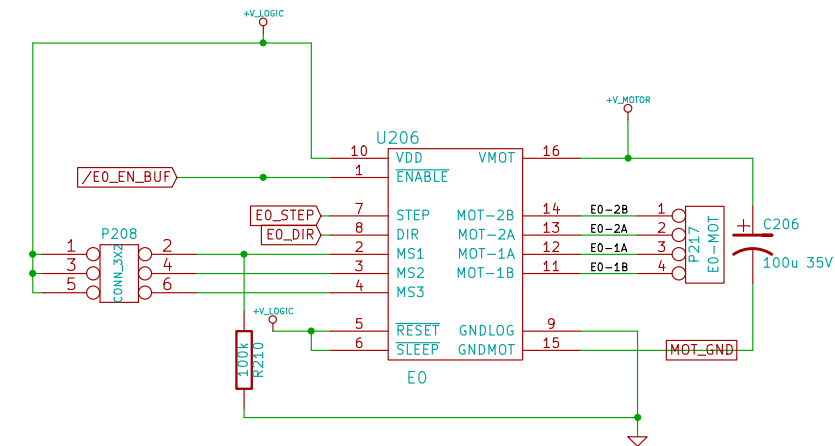 +V_LOGIC
+V_MOTOR
U206
10 VDD VMOT 16
/E0_EN_BUF 1 ENABLE
E0_STEP 7 STEP MOT-2B 14 E0-2B 1
E0_DIR 8 DIR MOT-2A 13 E0-2A 2
P208
1 2 2 MS1 MOT-1A 12 E0-1A 3
3 4 3 MS2 MOT-1B 11 E0-1B 4
5 6 4 MS3
CONN_3X2
P217
E0-MOT
C206
100u 35V
+V_LOGIC
5 RESET GNDLOG 9
6 SLEEP GNDMOT 15 MOT_GND
100k
R210
E0